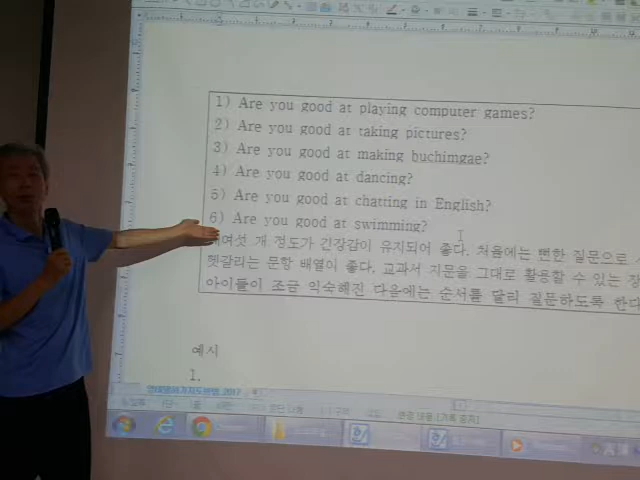 1) Are you good at playing computer games?
2) Are you good at taking pictures?
3) Are you good at making buchimgae?
4) Are you good at dancing?
5) Are you good at chatting in English?
6) Are you good at swimming?
개 정도가 긴장감이 유지되어 좋다. 처음에는 뻔한 질문으로
헷갈리는 문항 배열이 좋다. 교과서 지문을 그대로 활용할 수 있는
아이들이 조금 익숙해진 다음에는 순서를 달리 질문하도록 한다
예시
1.